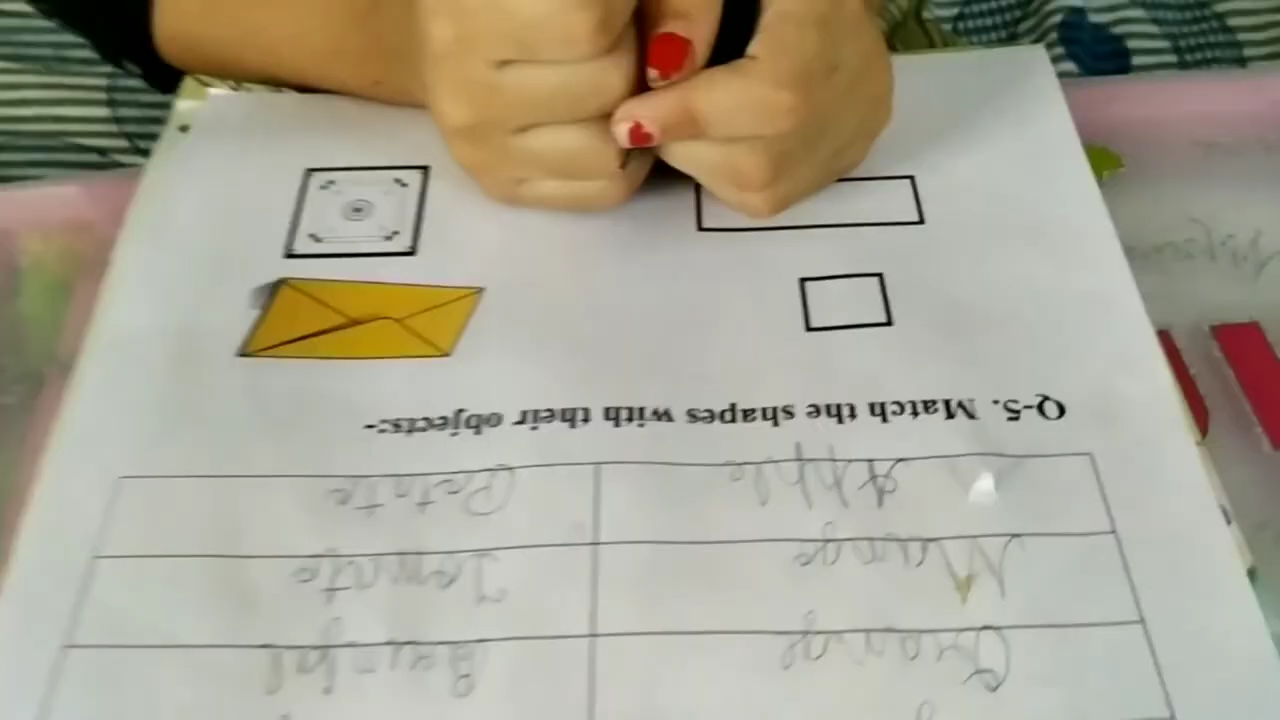 Orange
Mango Tomato
Apple Potato
Q-5. Match the shapes with their objects:-